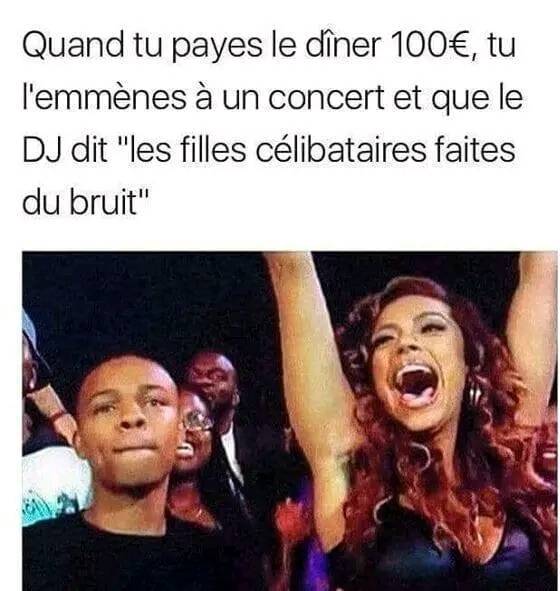 Quand tu payes le dîner 100€, tu
l'emmènes à un concert et que le
DJ dit "les filles célibataires faites
du bruit"